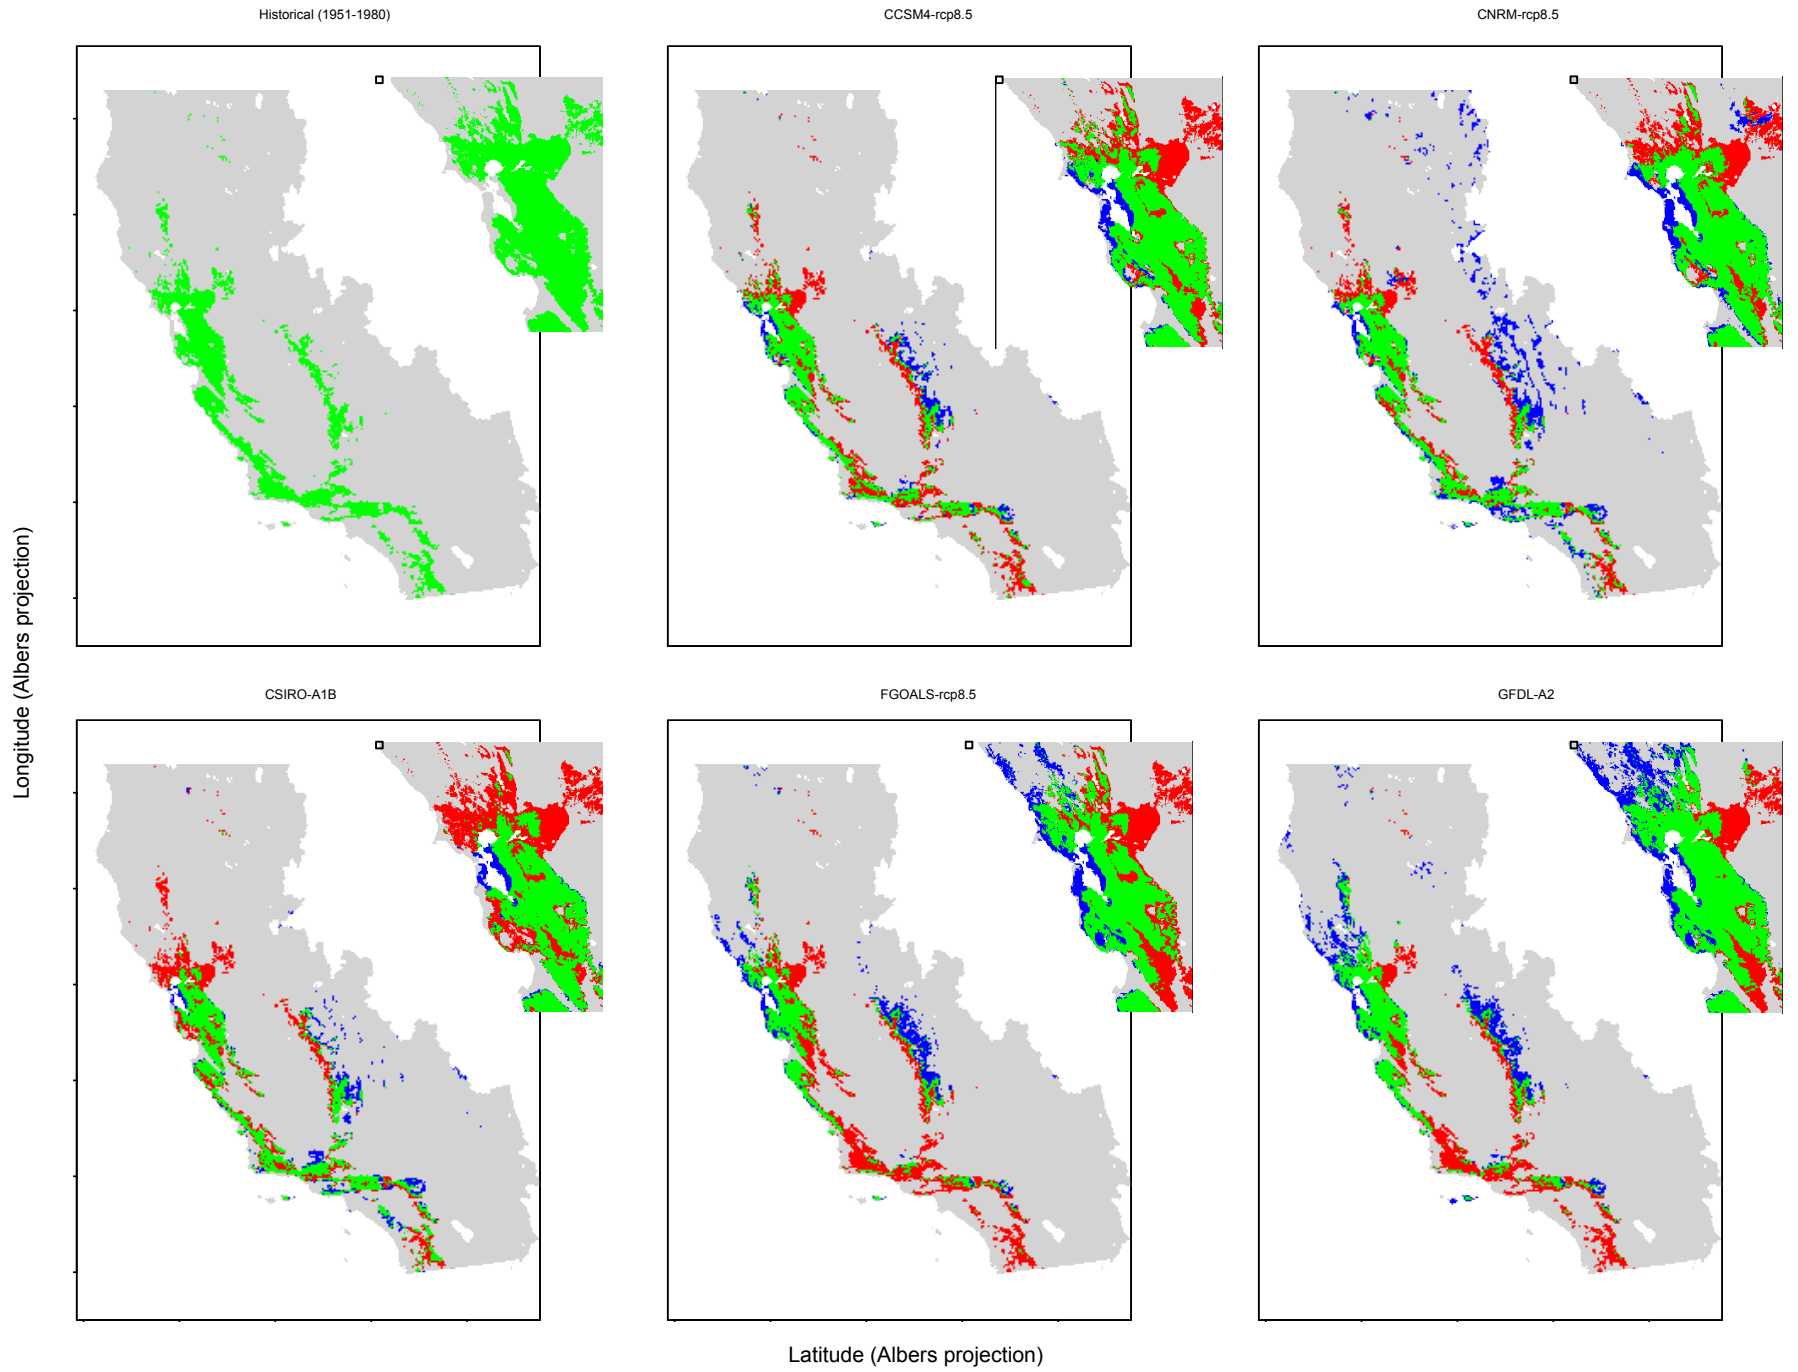 Historical (1951-1980)
CCSM4-rcp8.5
CNRM-rcp8.5
CSIRO-A1B
FGOALS-rcp8.5
GFDL-A2
Longitude (Albers projection)
Latitude (Albers projection)